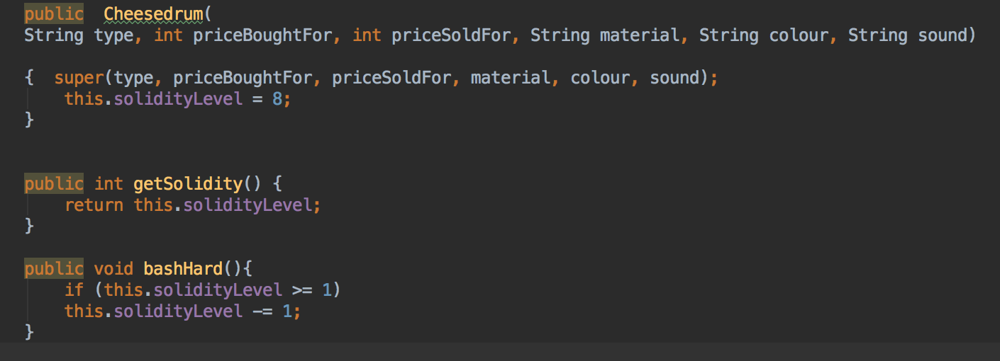 public  Cheesedrum(
String type, int priceBoughtFor, int priceSoldFor, String material, String colour, String sound)
{  super(type, priceBoughtFor, priceSoldFor, material, colour, sound);
    this.solidityLevel = 8;
}
public int getSolidity() {
    return this.solidityLevel;
}
public void bashHard(){
    if (this.solidityLevel >= 1)
    this.solidityLevel -= 1;
}